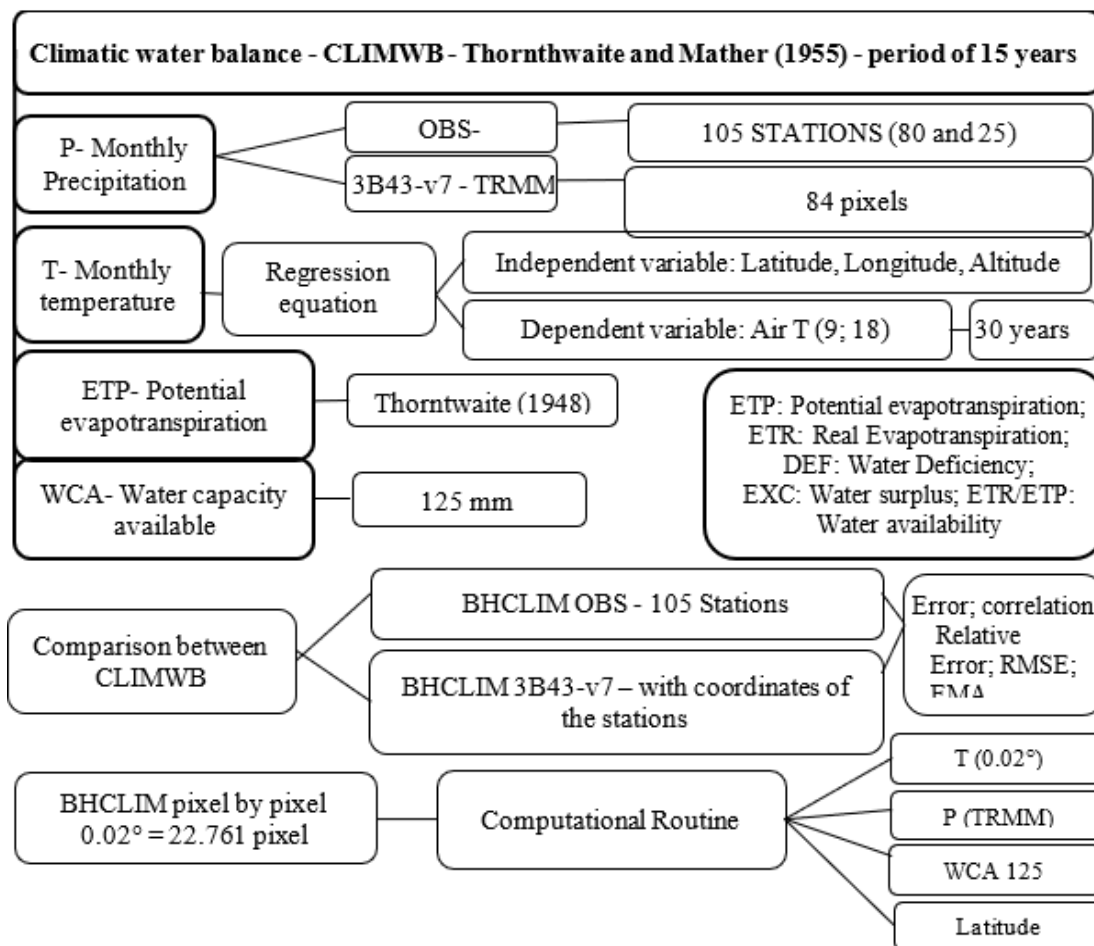 Climatic water balance - CLIMWB - Thornthwaite and Mather (1955) - period of 15 years
P- Monthly
Precipitation
OBS-
105 STATIONS (80 and 25)
3B43-v7 - TRMM
84 pixels
T- Monthly
temperature
Regression
equation
Independent variable: Latitude, Longitude, Altitude
Dependent variable: Air T (9; 18)
30 years
ETP- Potential
evapotranspiration
Thorntwaite (1948)
WCA- Water capacity
available
125 mm
ETP: Potential evapotranspiration;
ETR: Real Evapotranspiration;
DEF: Water Deficiency;
EXC: Water surplus; ETR/ETP:
Water availability
Comparison between
CLIMWB
BHCLIM OBS - 105 Stations
BHCLIM 3B43-v7 – with coordinates of
the stations
Error; correlation
Relative
Error; RMSE;
EMA
BHCLIM pixel by pixel
0.02° = 22.761 pixel
Computational Routine
T (0.02°)
P (TRMM)
WCA 125
Latitude